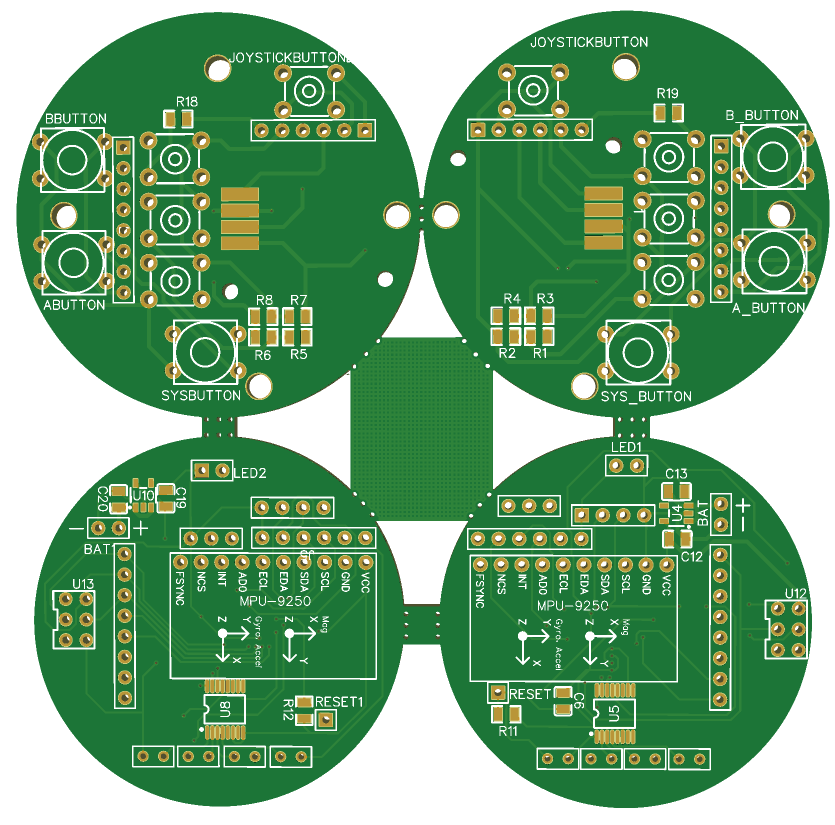 JOYSTICKBUTTON
R18
BBUTTON
ABUTTON
R8
R7
R6
R5
SYSBUTTON
JOYSTICKBUTTON
R19
B_BUTTON
A_BUTTON
R4
R3
R2
R1
SYS_BUTTON
LED2
C20
U10
C19
BAT
+
U13
FSYNC
NCS
INT
AD0
ECL
EDA
SDA
SCL
GND
VCC
MPU-9250
Z
Y
X
Gyro, Accel
Z
X
Y
Mag
U8
R12
RESET1
LED1
C13
U4
BAT
+
C12
U12
FSYNC
NCS
INT
AD0
ECL
EDA
SDA
SCL
GND
VCC
MPU-9250
Z
Y
X
Gyro, Accel
Z
X
Y
Mag
RESET
R11
C6
U5